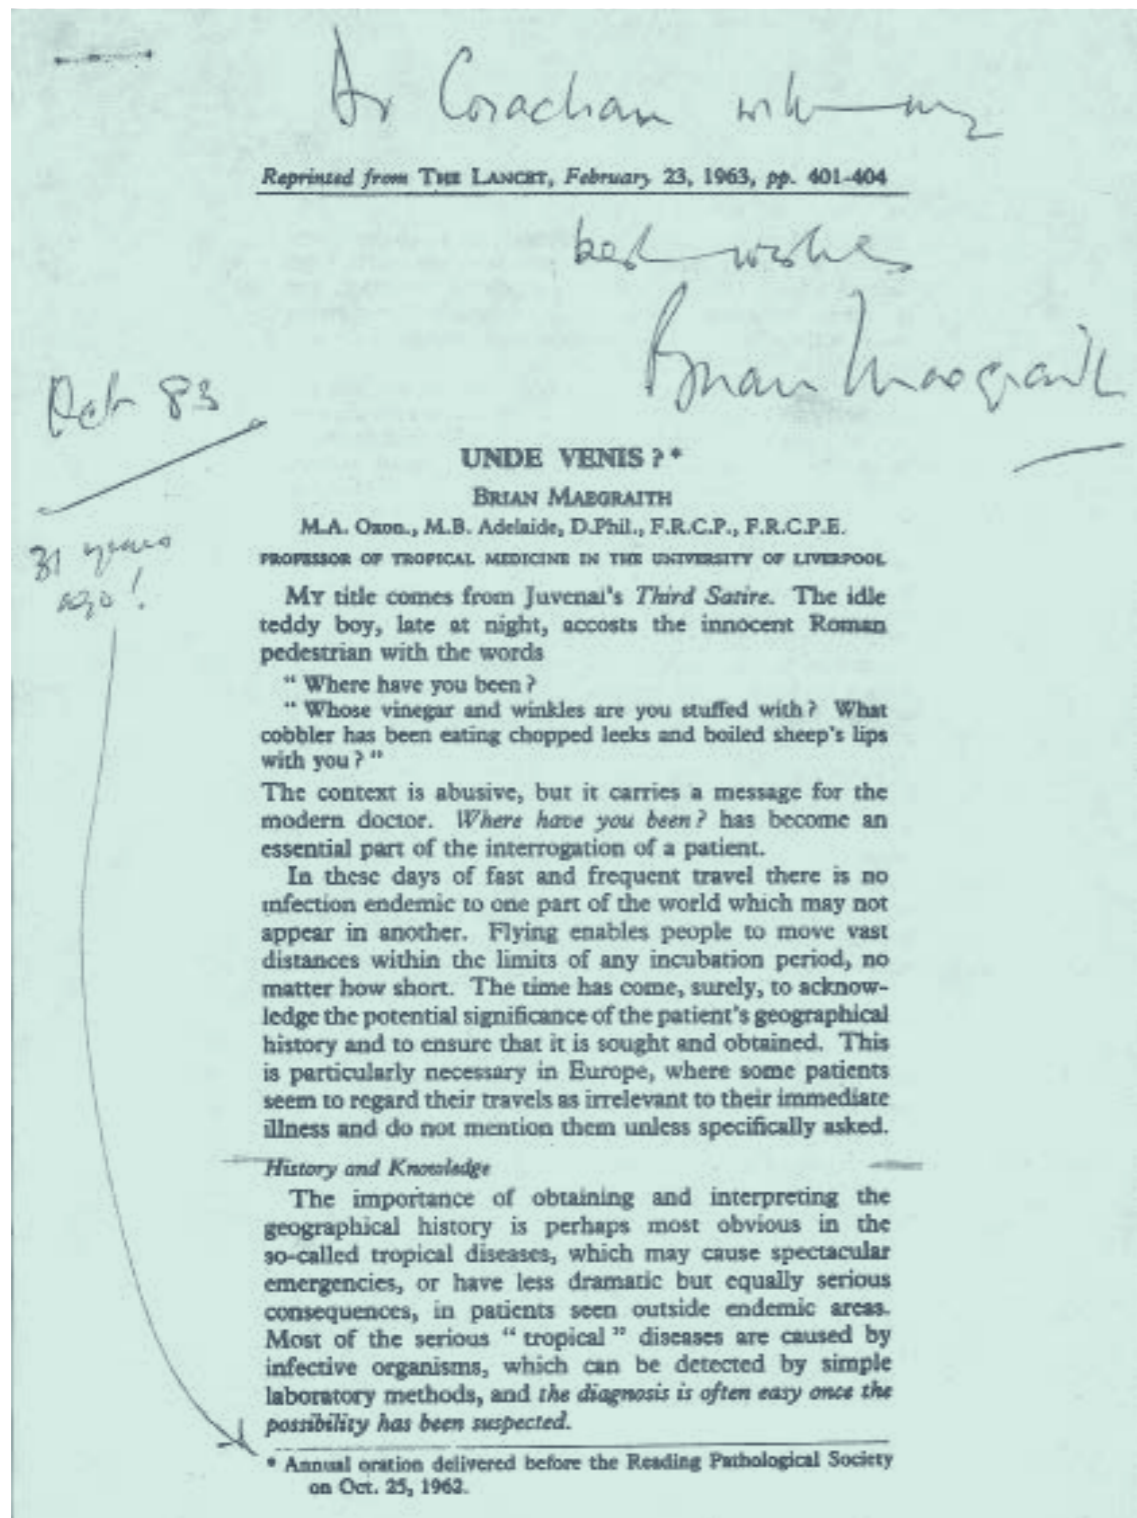 Dr Corachan with my
Reprinted from THE LANCET, February 23, 1963, pp. 401-404
best wishes
Brian Maegraith
Oct 83
31 years
ago!
UNDE VENIS?*
BRIAN MAEGRAITH
M.A. Oxon., M.B. Adelaide, D.Phil., F.R.C.P., F.R.C.P.E.
PROFESSOR OF TROPICAL MEDICINE IN THE UNIVERSITY OF LIVERPOOL
MY title comes from Juvenal's Third Satire. The idle
teddy boy, late at night, accosts the innocent Roman
pedestrian with the words
" Where have you been?
" Whose vinegar and winkles are you stuffed with? What
cobbler has been eating chopped leeks and boiled sheep's lips
with you?"
The context is abusive, but it carries a message for the
modern doctor. Where have you been? has become an
essential part of the interrogation of a patient.
In these days of fast and frequent travel there is no
infection endemic to one part of the world which may not
appear in another. Flying enables people to move vast
distances within the limits of any incubation period, no
matter how short. The time has come, surely, to acknow-
ledge the potential significance of the patient's geographical
history and to ensure that it is sought and obtained. This
is particularly necessary in Europe, where some patients
seem to regard their travels as irrelevant to their immediate
illness and do not mention them unless specifically asked.
History and Knowledge
The importance of obtaining and interpreting the
geographical history is perhaps most obvious in the
so-called tropical diseases, which may cause spectacular
emergencies, or have less dramatic but equally serious
consequences, in patients seen outside endemic areas.
Most of the serious " tropical " diseases are caused by
infective organisms, which can be detected by simple
laboratory methods, and the diagnosis is often easy once the
possibility has been suspected.
* Annual oration delivered before the Reading Pathological Society
on Oct. 25, 1962.